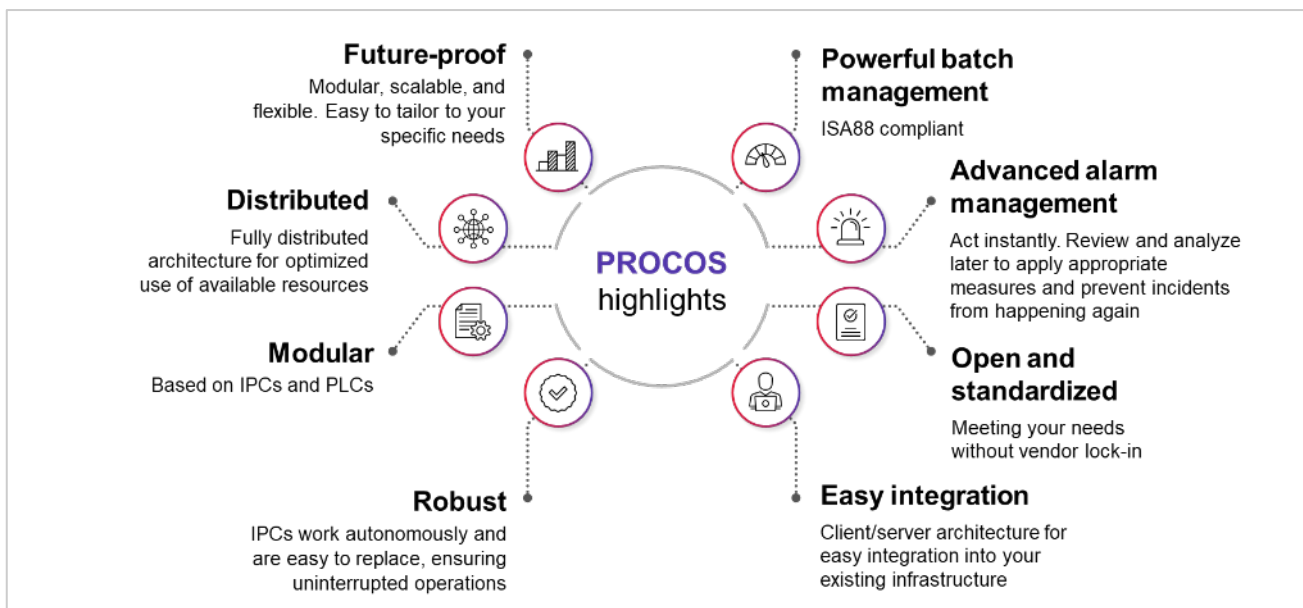 Future-proof
Modular, scalable, and
flexible. Easy to tailor to your
specific needs
Distributed
Fully distributed
architecture for optimized
use of available resources
Modular
Based on IPCs and PLCs
Robust
IPCs work autonomously and
are easy to replace, ensuring
uninterrupted operations
PROCOS
highlights
Powerful batch
management
ISA88 compliant
Advanced alarm
management
Act instantly. Review and analyze
later to apply appropriate
measures and prevent incidents
from happening again
Open and
standardized
Meeting your needs
without vendor lock-in
Easy integration
Client/server architecture for
easy integration into your
existing infrastructure